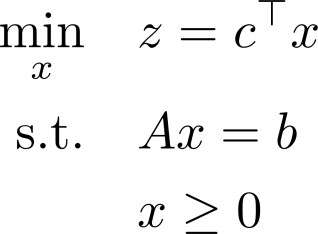 min z = c⊤x
x
s.t. Ax = b
x ≥ 0